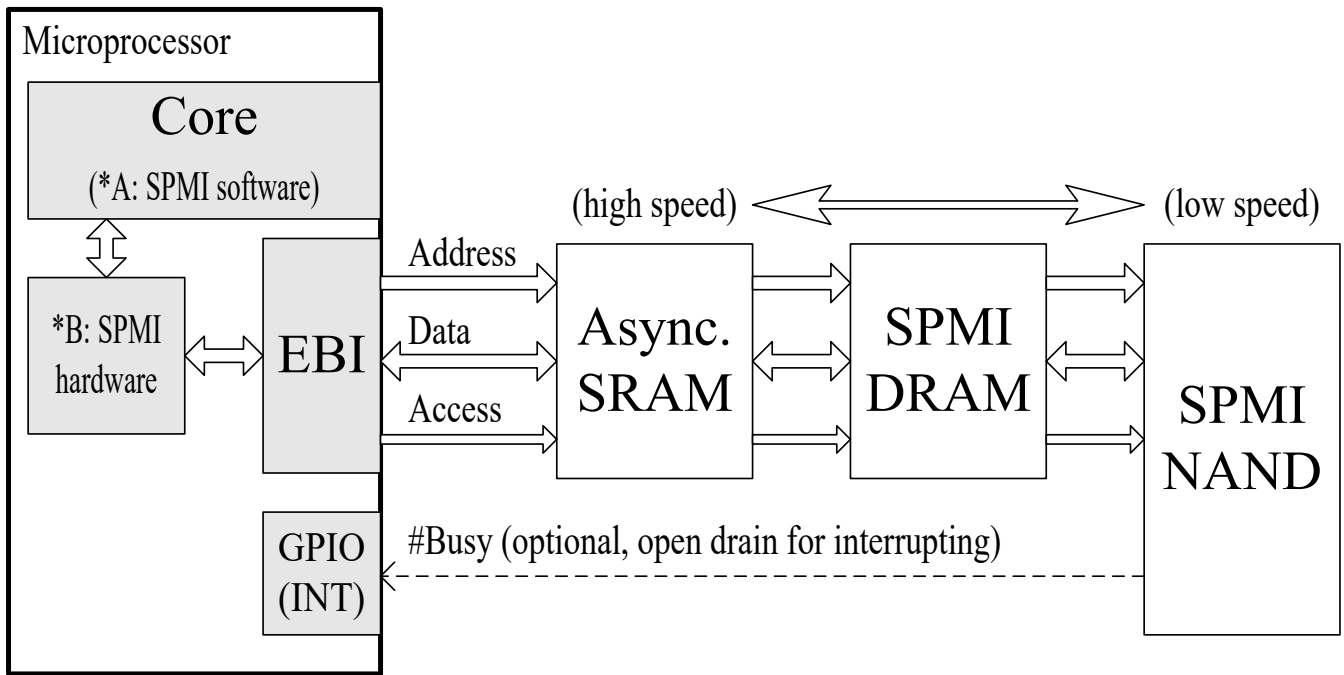 Microprocessor
Core
(*A: SPMI software)
(high speed)
(low speed)
Address
*B: SPMI
hardware
EBI
Data
Async.
SRAM
SPMI
DRAM
SPMI
NAND
Access
GPIO
(INT)
#Busy (optional, open drain for interrupting)